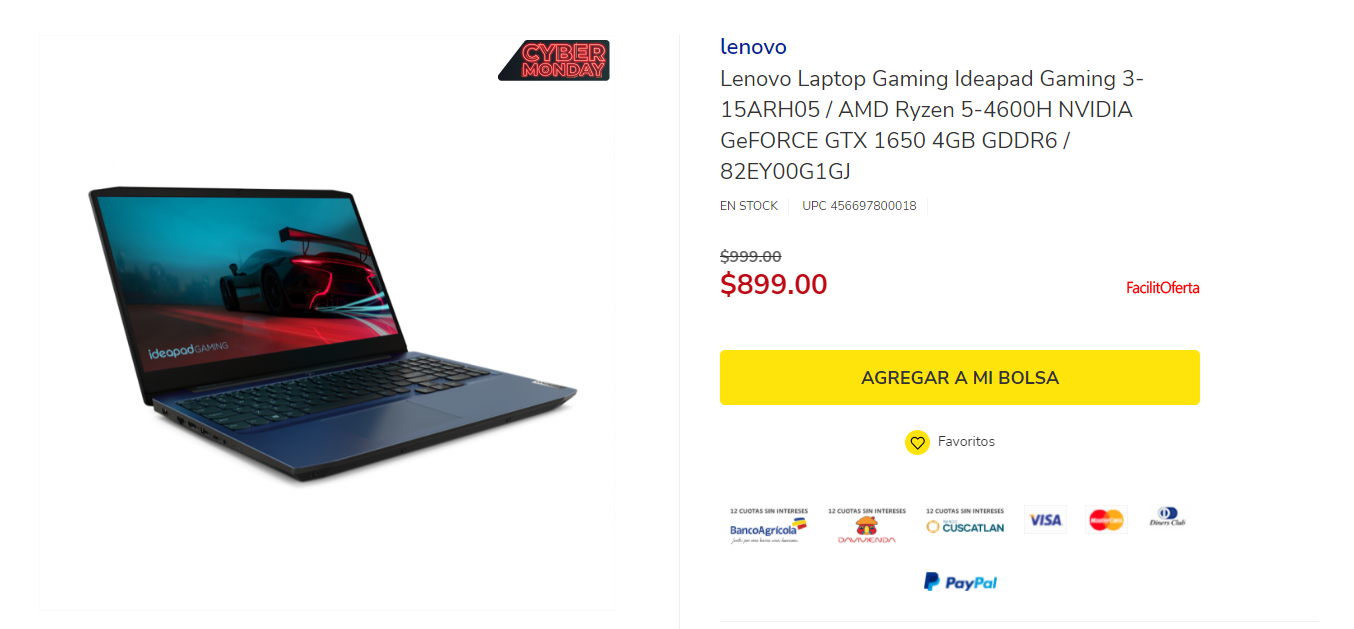 CYBER
MONDAY
ideapad GAMING
lenovo
Lenovo Laptop Gaming Ideapad Gaming 3-
15ARH05 / AMD Ryzen 5-4600H NVIDIA
GeFORCE GTX 1650 4GB GDDR6 /
82EY00G1GJ
EN STOCK UPC 456697800018
$999.00
$899.00
FacilitOferta
AGREGAR A MI BOLSA
Favoritos
12 CUOTAS SIN INTERESES
BancoAgrícola
12 CUOTAS SIN INTERESES
DAVIVIENDA
12 CUOTAS SIN INTERESES
BANCO
CUSCATLAN
VISA
MasterCard
Diners Club
PayPal